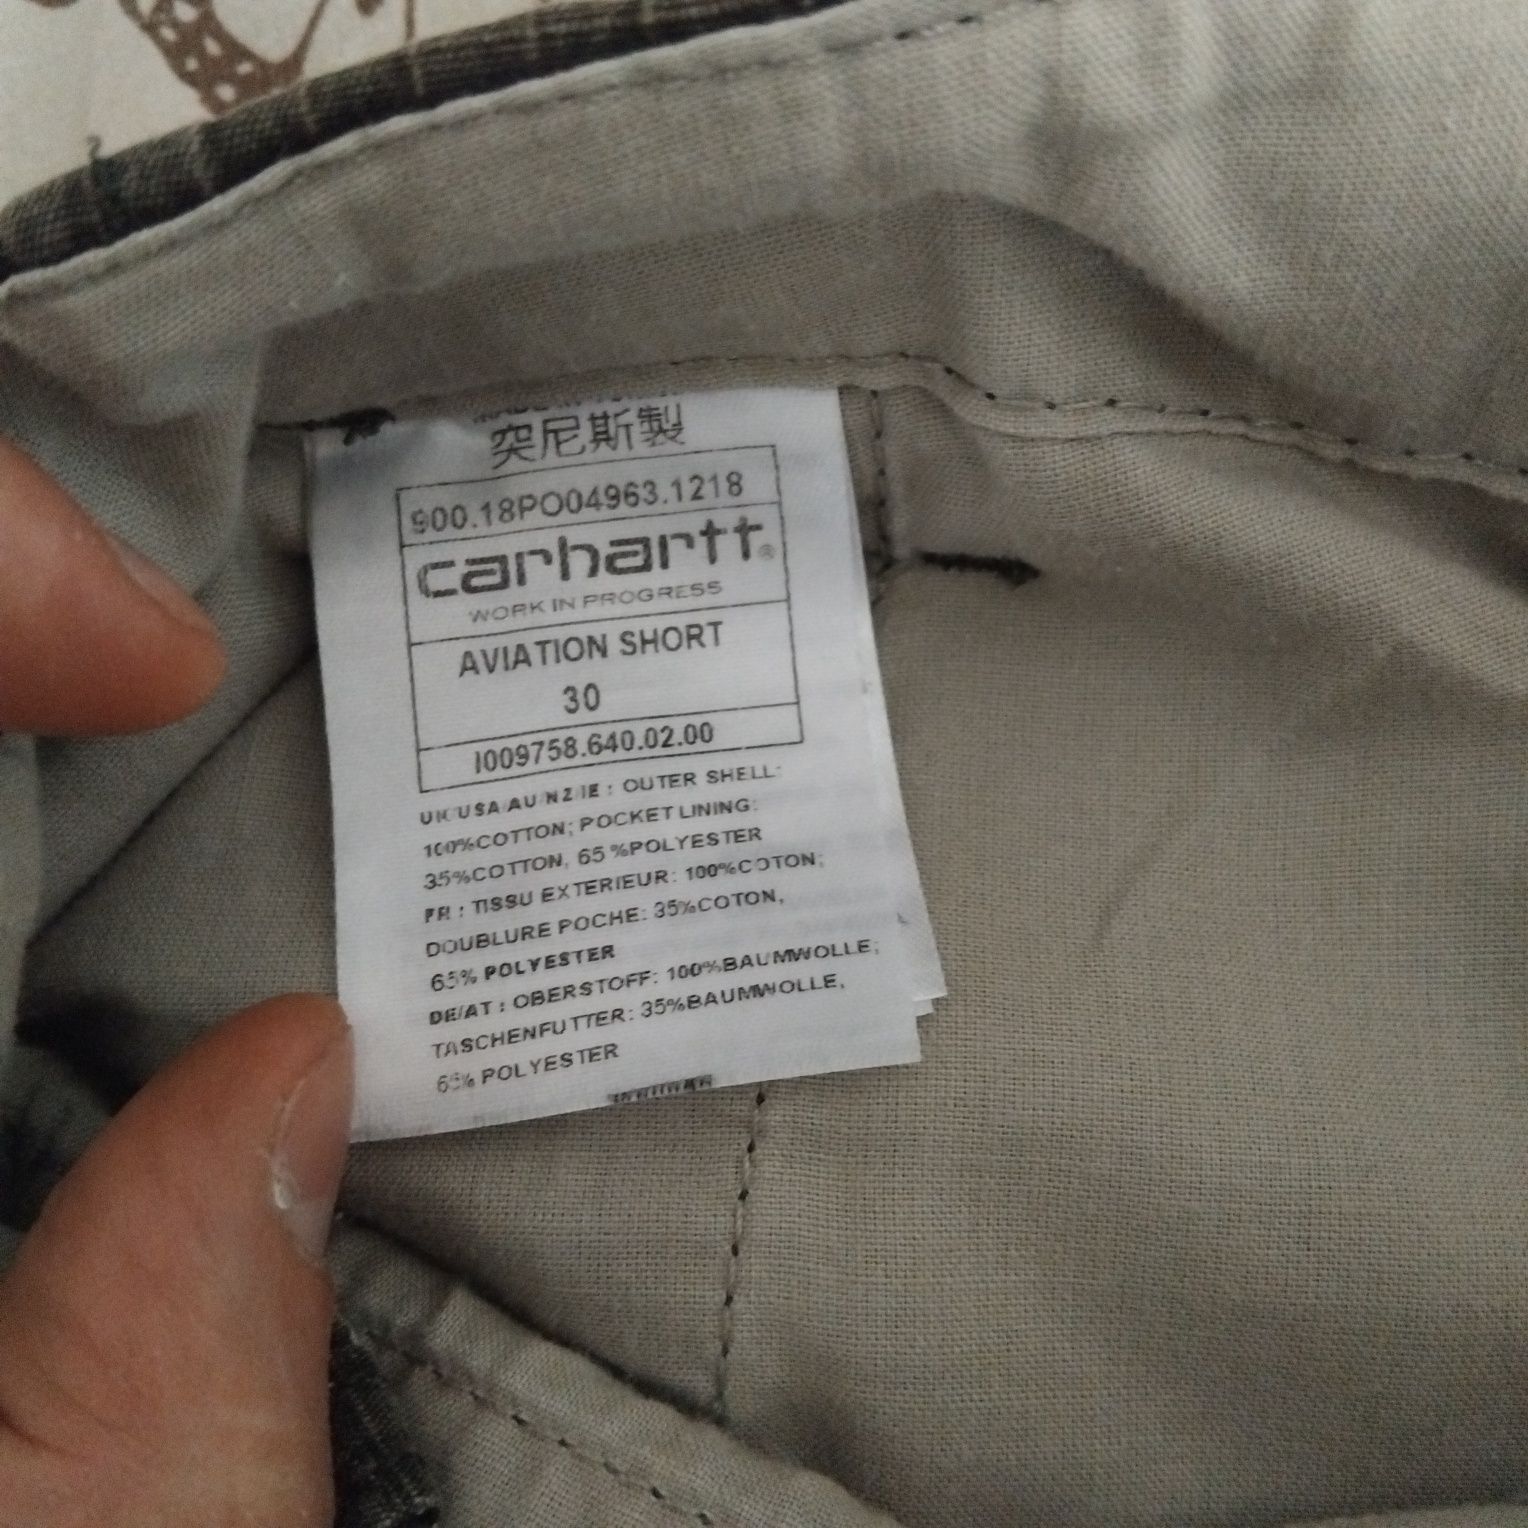 突尼斯製
900.18PO04963.1218
carhartt®
WORK IN PROGRESS
AVIATION SHORT
30
I009758.640.02.00
UK/USA/AU/NZ/IE : OUTER SHELL:
100%COTTON; POCKET LINING:
35%COTTON, 65%POLYESTER
FR : TISSU EXTERIEUR: 100%COTON;
DOUBLURE POCHE: 35%COTON,
65% POLYESTER
DE/AT : OBERSTOFF: 100%BAUMWOLLE;
TASCHENFUTTER: 35%BAUMWOLLE,
65% POLYESTER